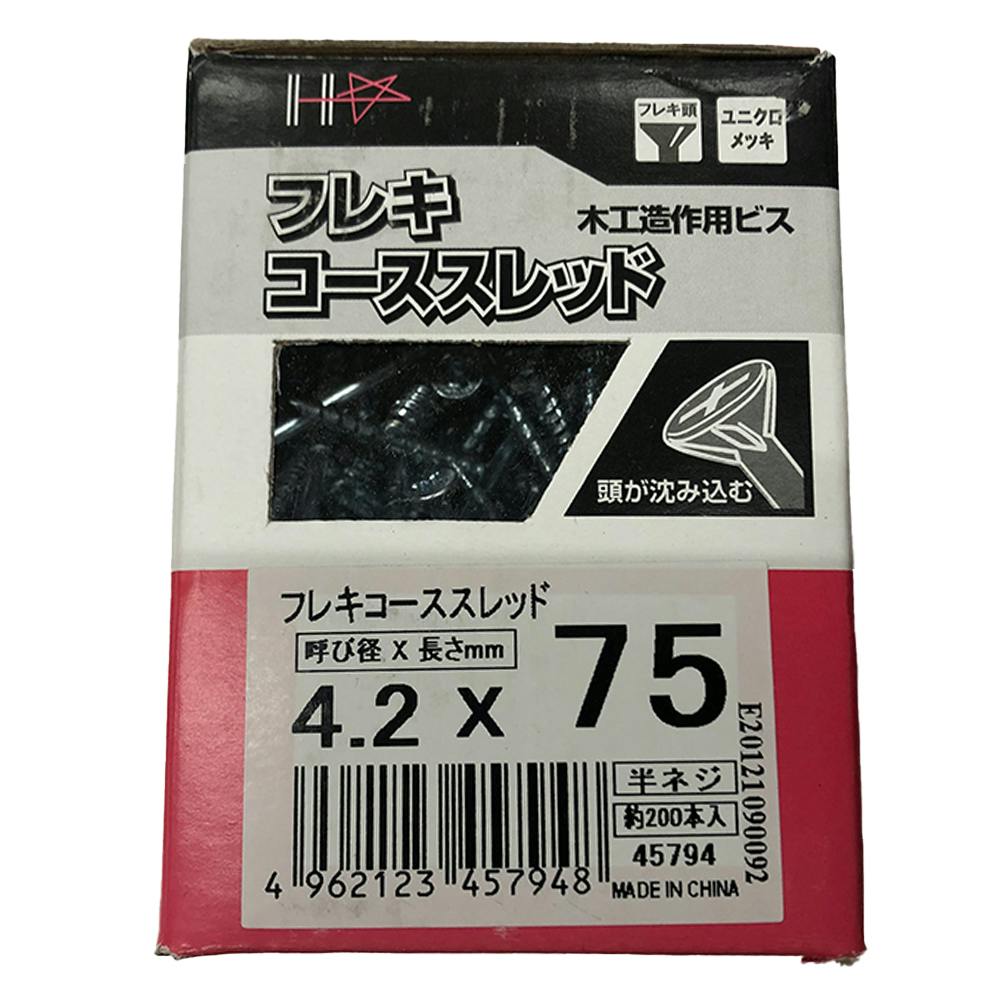 H☆
フレキ頭
ユニクロ
メッキ
フレキ
木工造作用ビス
コーススレッド
頭が沈み込む
フレキコーススレッド
呼び径 X 長さmm
4.2 x 75
半ネジ
約200本入
45794
MADE IN CHINA
4 962123 457948
E20121090092